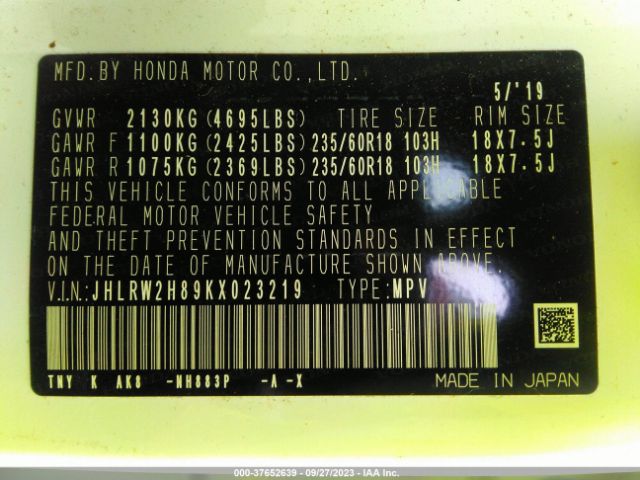 MFD.BY HONDA MOTOR CO.,LTD.
5/'19
GVWR 2130KG(4695LBS) TIRE SIZE RIM SIZE
GAWR F 1100KG(2425LBS) 235/60R18 103H 18X7.5J
GAWR R 1075KG(2369LBS) 235/60R18 103H 18X7.5J
THIS VEHICLE CONFORMS TO ALL APPLICABLE
FEDERAL MOTOR VEHICLE SAFETY
AND THEFT PREVENTION STANDARDS IN EFFECT
ON THE DATE OF MANUFACTURE SHOWN ABOVE.
V.I.N.:JHLRW2H89KX023219 TYPE:MPV
TNY K AK8 -NH883P -A -X
MADE IN JAPAN
000-37652639 - 09/27/2023 - IAA Inc.